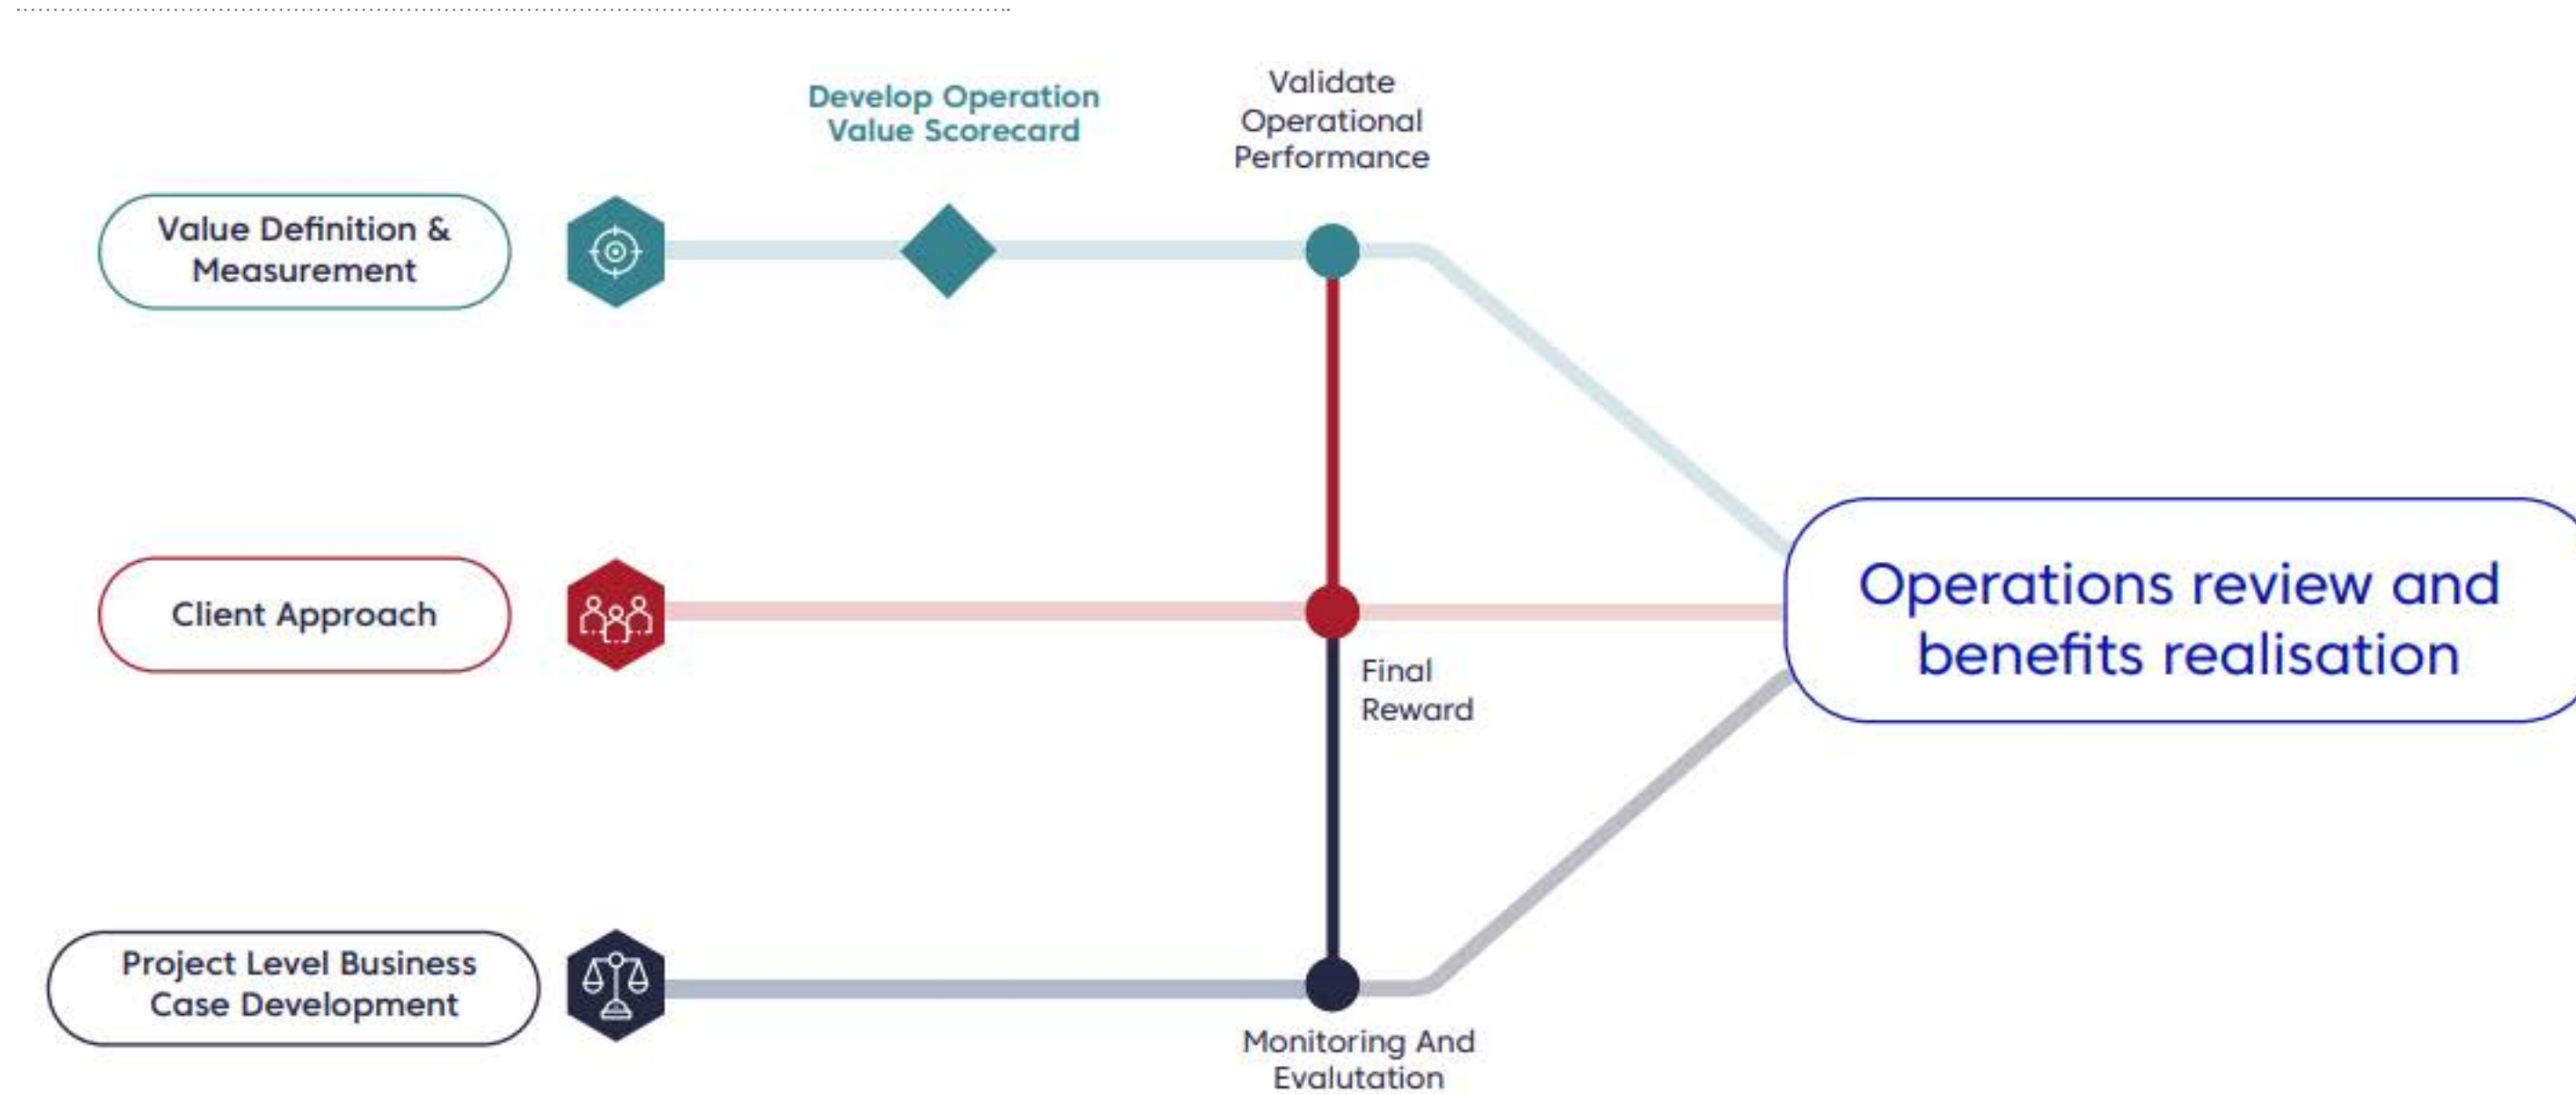 Develop Operation
Value Scorecard
Validate
Operational
Performance
Value Definition &
Measurement
Client Approach
Final
Reward
Operations review and
benefits realisation
Project Level Business
Case Development
Monitoring And
Evalutation